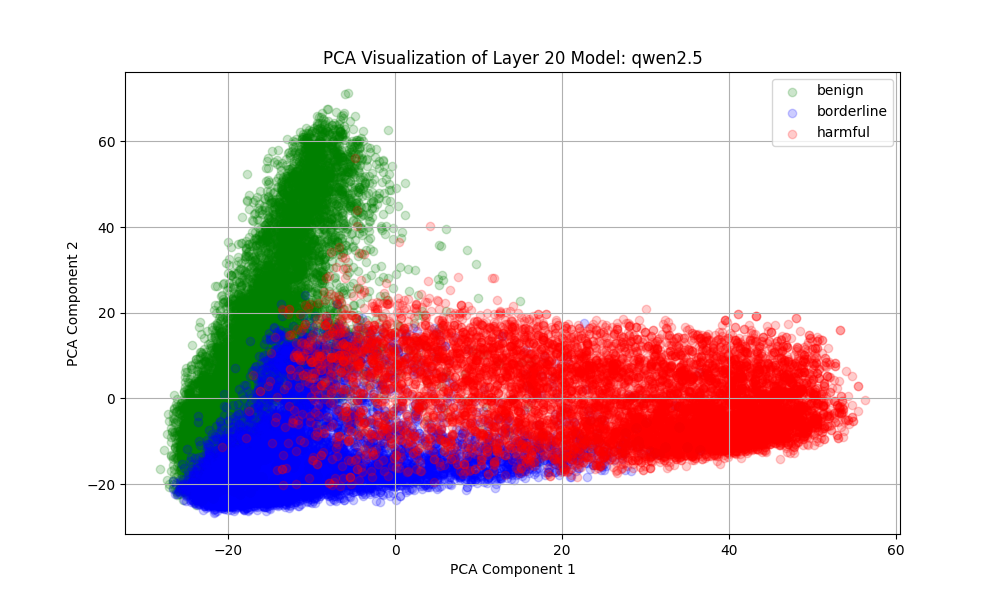 PCA Visualization of Layer 20 Model: qwen2.5
benign
borderline
harmful
60
40
20
0
−20
PCA Component 2
−20
0
20
40
60
PCA Component 1